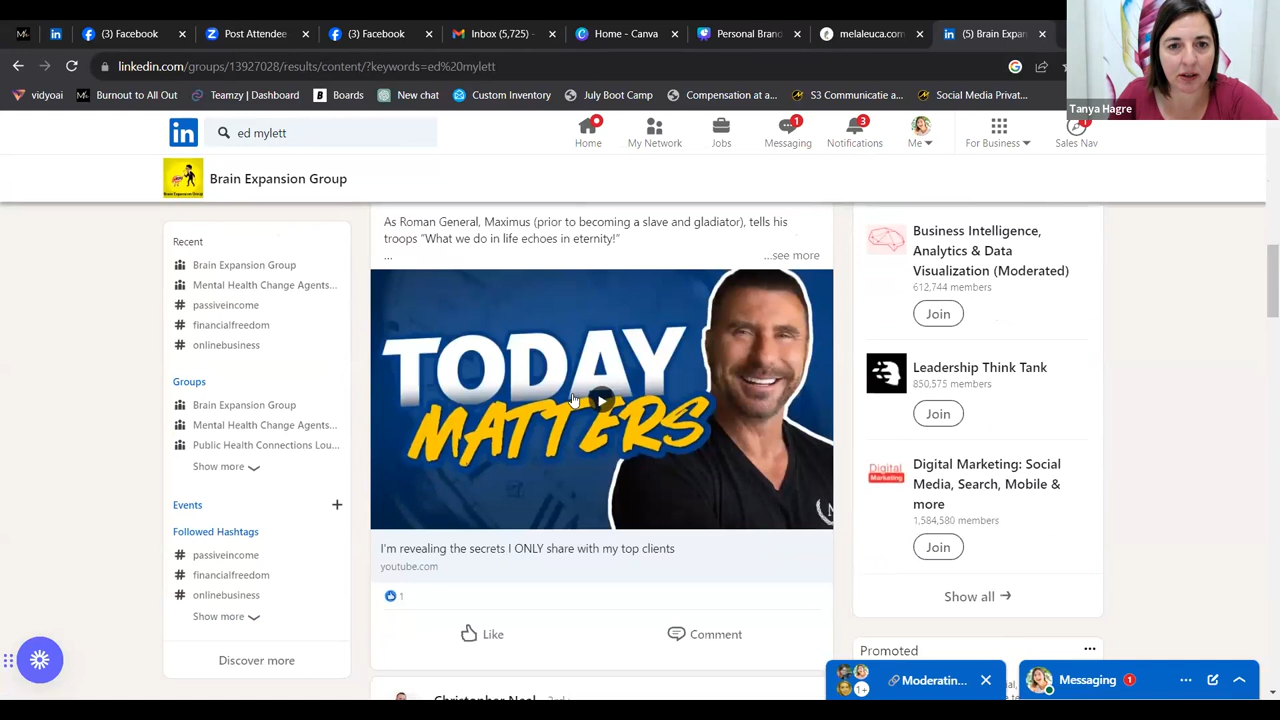 (3) Facebook
Post Attendee
(3) Facebook
Inbox (5,725) -
Home - Canva
Personal Brand
melaleuca.com
(5) Brain Expan
linkedin.com/groups/13927028/results/content/?keywords=ed%20mylett
vidyoai
Burnout to All Out
Teamzy | Dashboard
Boards
New chat
Custom Inventory
July Boot Camp
Compensation at a...
S3 Communicatie a...
Social Media Privat...
Tanya Hagre
in
ed mylett
Home
My Network
Jobs
1
Messaging
3
Notifications
Me
For Business
Sales Nav
Brain Expansion Group
Recent
Brain Expansion Group
Mental Health Change Agents...
# passiveincome
# financialfreedom
# onlinebusiness
Groups
Brain Expansion Group
Mental Health Change Agents...
Public Health Connections Lou...
Show more
Events
+
Followed Hashtags
# passiveincome
# financialfreedom
# onlinebusiness
Show more
Discover more
As Roman General, Maximus (prior to becoming a slave and gladiator), tells his
troops “What we do in life echoes in eternity!”
...
...see more
TODAY
MATTERS
I'm revealing the secrets I ONLY share with my top clients
youtube.com
1
Like
Comment
Business Intelligence,
Analytics & Data
Visualization (Moderated)
612,744 members
Join
Leadership Think Tank
850,575 members
Join
Digital
Marketing
Digital Marketing: Social
Media, Search, Mobile &
more
1,584,580 members
Join
Show all
Promoted
1+
Moderatin...
Messaging
1